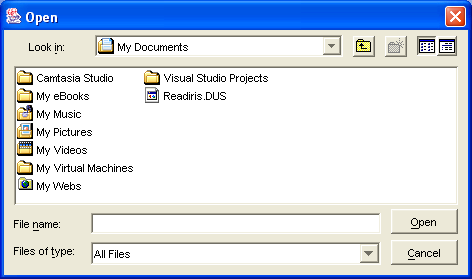 Open
Look in: My Documents
Camtasia Studio Visual Studio Projects
My eBooks Readiris.DUS
My Music
My Pictures
My Videos
My Virtual Machines
My Webs
File name: Open
Files of type: All Files Cancel